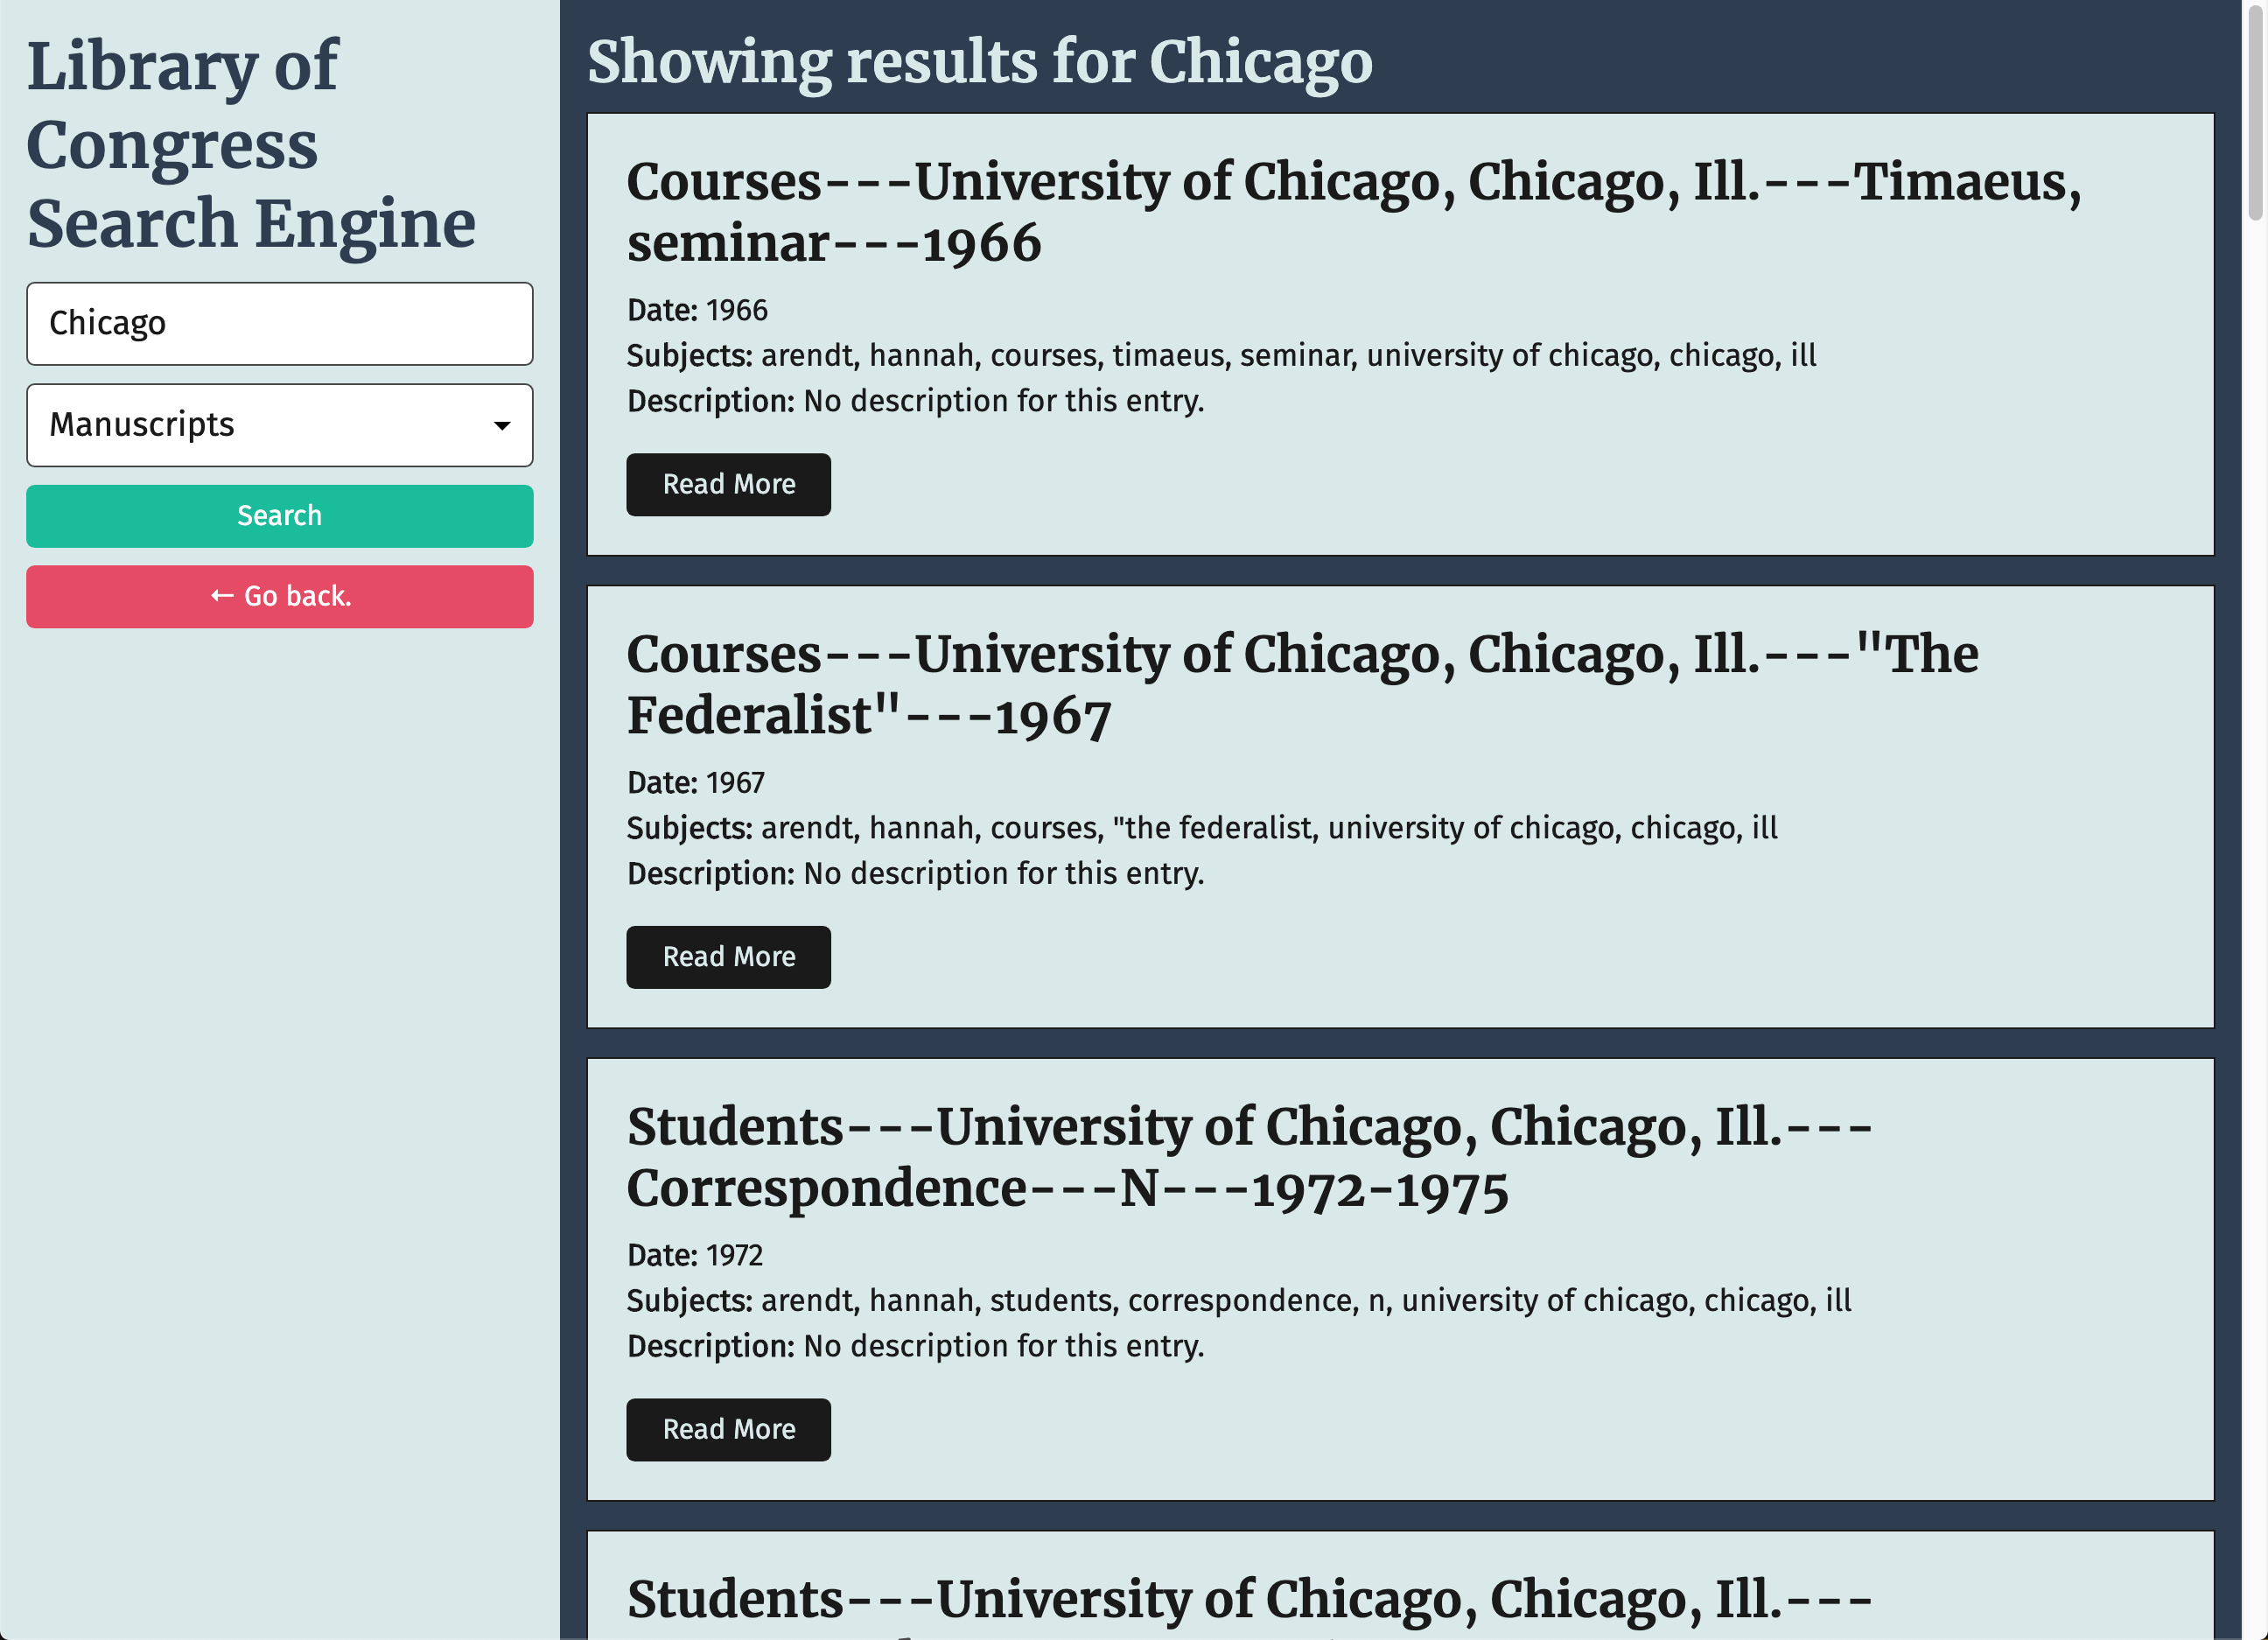 Library of
Congress
Search Engine
Chicago
Manuscripts
Search
← Go back.
Showing results for Chicago
Courses---University of Chicago, Chicago, Ill.---Timaeus,
seminar---1966
Date: 1966
Subjects: arendt, hannah, courses, timaeus, seminar, university of chicago, chicago, ill
Description: No description for this entry.
Read More
Courses---University of Chicago, Chicago, Ill.---"The
Federalist"---1967
Date: 1967
Subjects: arendt, hannah, courses, "the federalist, university of chicago, chicago, ill
Description: No description for this entry.
Read More
Students---University of Chicago, Chicago, Ill.---
Correspondence---N---1972-1975
Date: 1972
Subjects: arendt, hannah, students, correspondence, n, university of chicago, chicago, ill
Description: No description for this entry.
Read More
Students---University of Chicago, Chicago, Ill.---